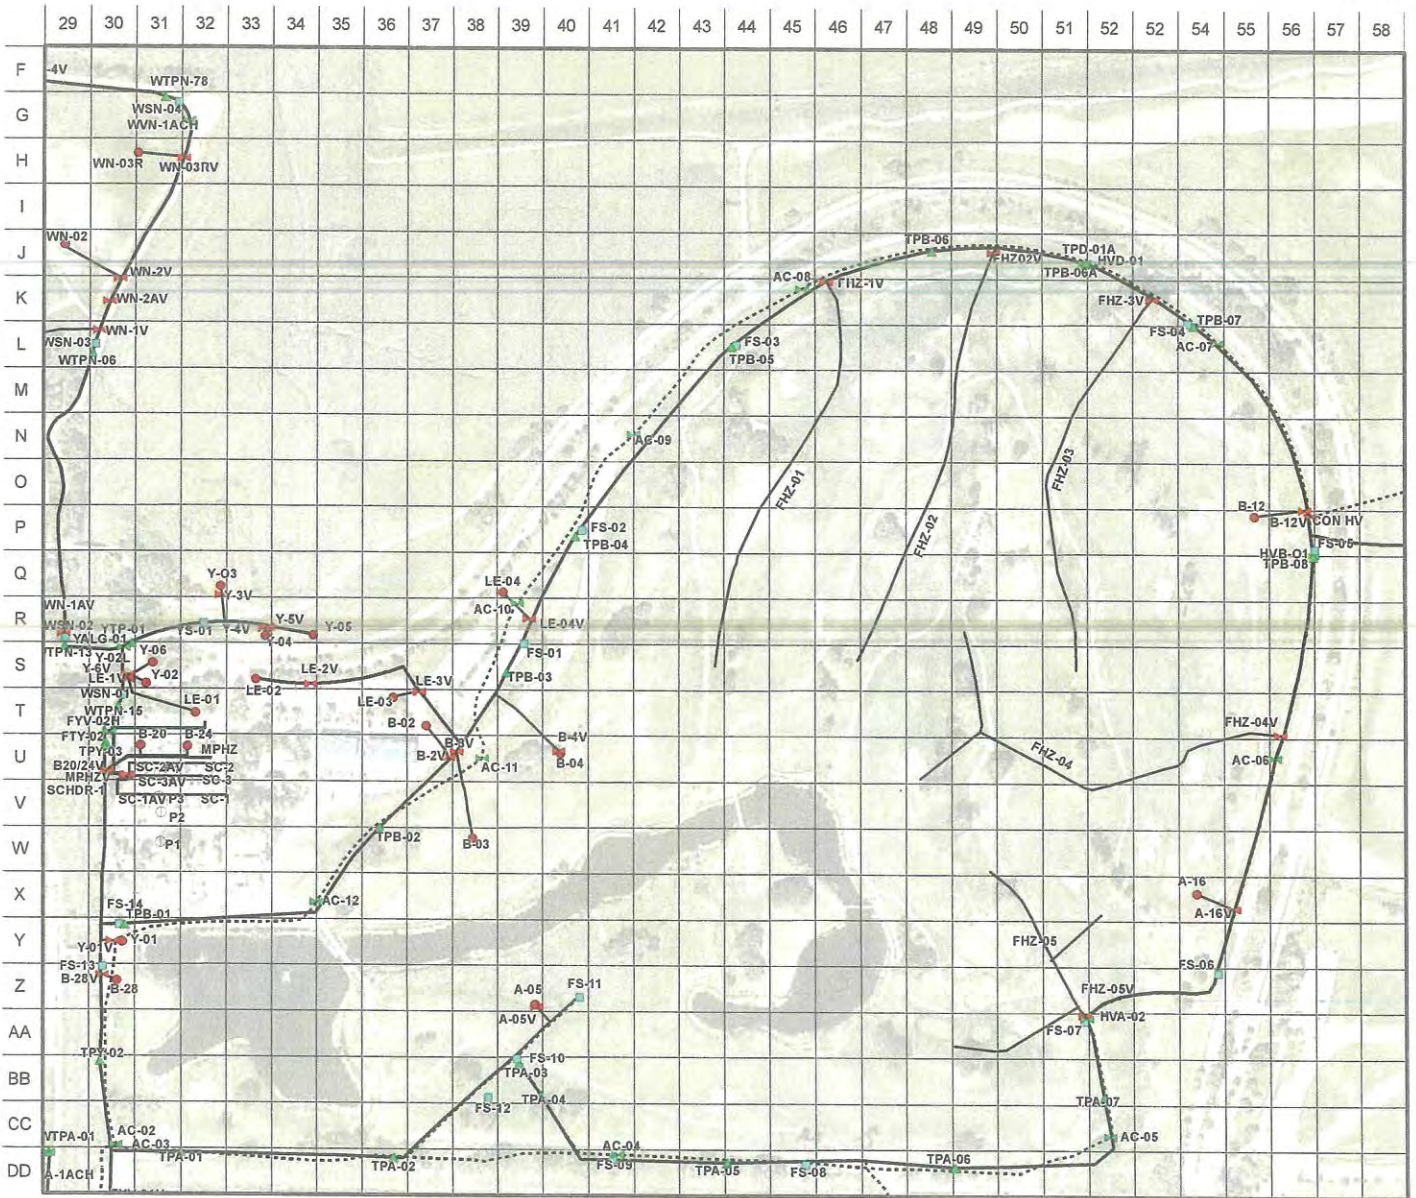 29 30 31 32 33 34 35 36 37 38 39 40 41 42 43 44 45 46 47 48 49 50 51 52 52 54 55 56 57 58
F
-4V
WTPN-78
G
WSN-04
WVN-1ACH
H
WN-03R
WN-03RV
I
WN-02
J
TPB-06
TPD-01A
HVD-01
FHZ02V
TPB-06A
WN-2V
AC-08
FHZ-1V
K
WN-2AV
FHZ-3V
WN-1V
FS-04
TPB-07
L
WSN-03
FS-03
AC-07
WTPN-06
TPB-05
M
N
AC-09
FHZ-03
O
FHZ-01
P
B-12
B-12V
CON HV
FS-02
TPB-04
FHZ-02
FS-05
HVB-O1
TPB-08
Q
Y-O3
Y-3V
LE-04
WN-1AV
AC-10
R
WSN-02
YALG-01
YTP-01
YS-01
Y-4V
Y-5V
Y-05
Y-04
LE-04V
TPN-13
Y-06
FS-01
S
Y-02L
Y-6V
LE-1V
Y-02
LE-2V
LE-02
LE-3V
TPB-03
WSN-01
LE-01
LE-03
T
WTPN-15
FYV-02H
B-02
FHZ-04V
FTY-02
B-20
B-24
B-3V
B-4V
TPY-03
MPHZ
B-2V
B-04
FHZ-04
U
B20/24V
SC-2AV
SC-2
AC-11
AC-06
MPHZV
SC-3AV
SC-3
SCHDR-1
V
SC-1AV
P3
SC-1
P2
TPB-02
B-03
W
P1
X
AC-12
A-16
FS-14
TPB-01
A-16V
Y
Y-01V
Y-01
FHZ-05
FS-13
FS-06
B-28V
B-28
Z
A-05
FS-11
FHZ-05V
A-05V
HVA-02
AA
FS-07
TPY-02
FS-10
BB
TPA-03
TPA-04
TPA-07
FS-12
CC
AC-02
AC-03
AC-04
AC-05
WTPA-01
TPA-01
TPA-02
FS-09
TPA-05
FS-08
TPA-06
DD
A-1ACH